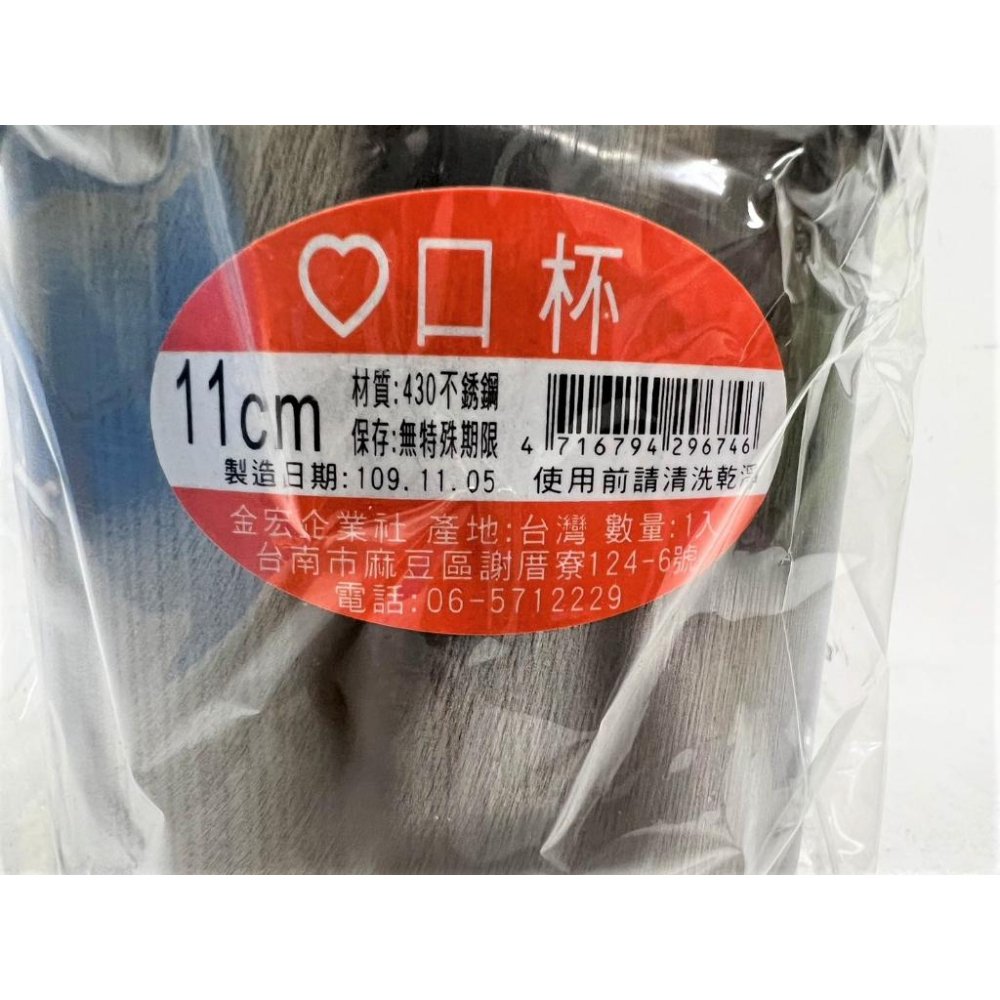 ♡口杯
11cm
材質:430不銹鋼
保存:無特殊期限
4 716794 296746
製造日期:109.11.05 使用前請清洗乾淨
金宏企業社 產地:台灣 數量:1入
台南市麻豆區謝厝寮124-6號
電話:06-5712229